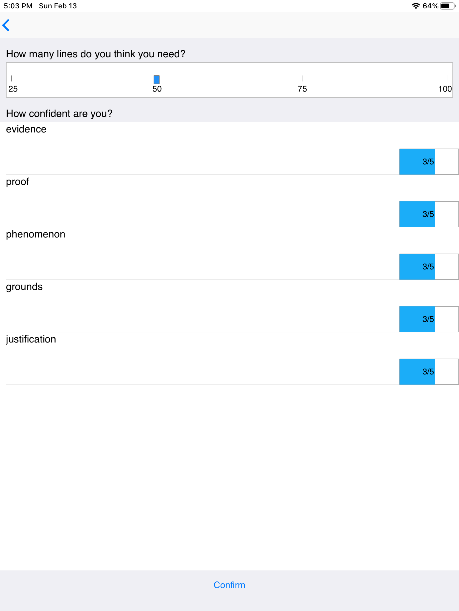 5:03 PM Sun Feb 13
64%
How many lines do you think you need?
25 50 75 100
How confident are you?
evidence
3/5
proof
3/5
phenomenon
3/5
grounds
3/5
justification
3/5
Confirm